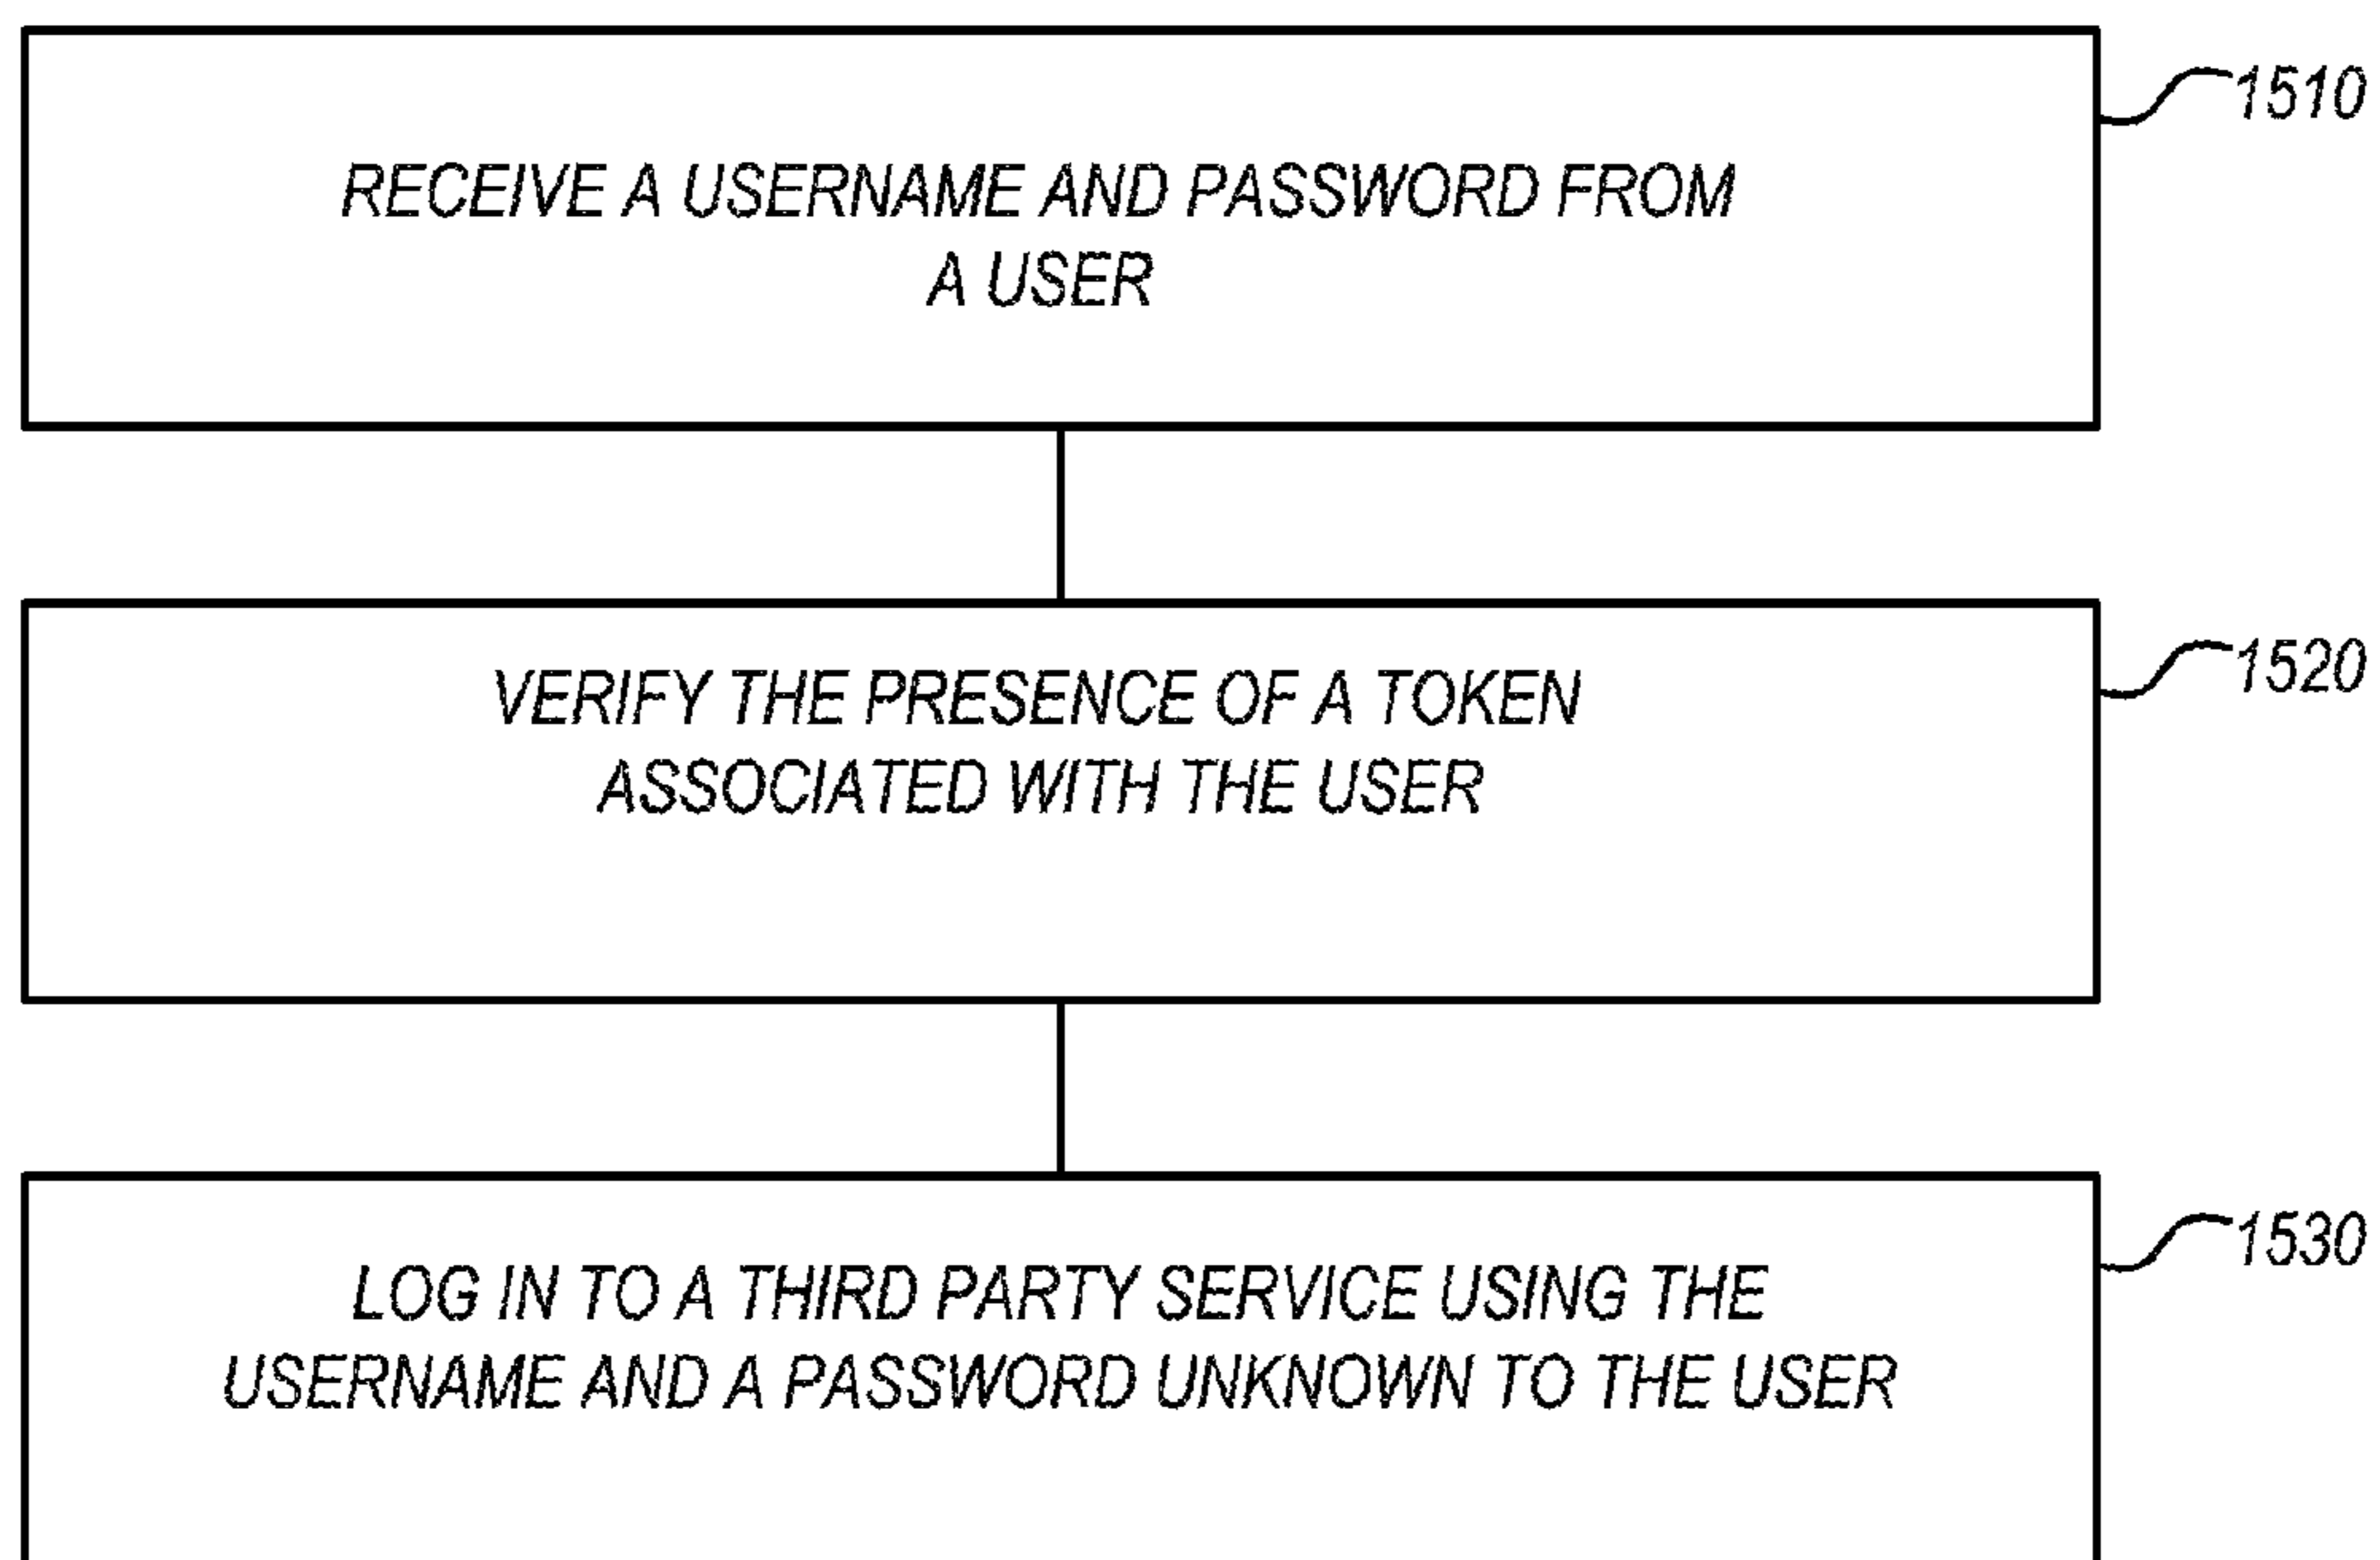 1510
RECEIVE A USERNAME AND PASSWORD FROM
A USER
1520
VERIFY THE PRESENCE OF A TOKEN
ASSOCIATED WITH THE USER
1530
LOG IN TO A THIRD PARTY SERVICE USING THE
USERNAME AND A PASSWORD UNKNOWN TO THE USER